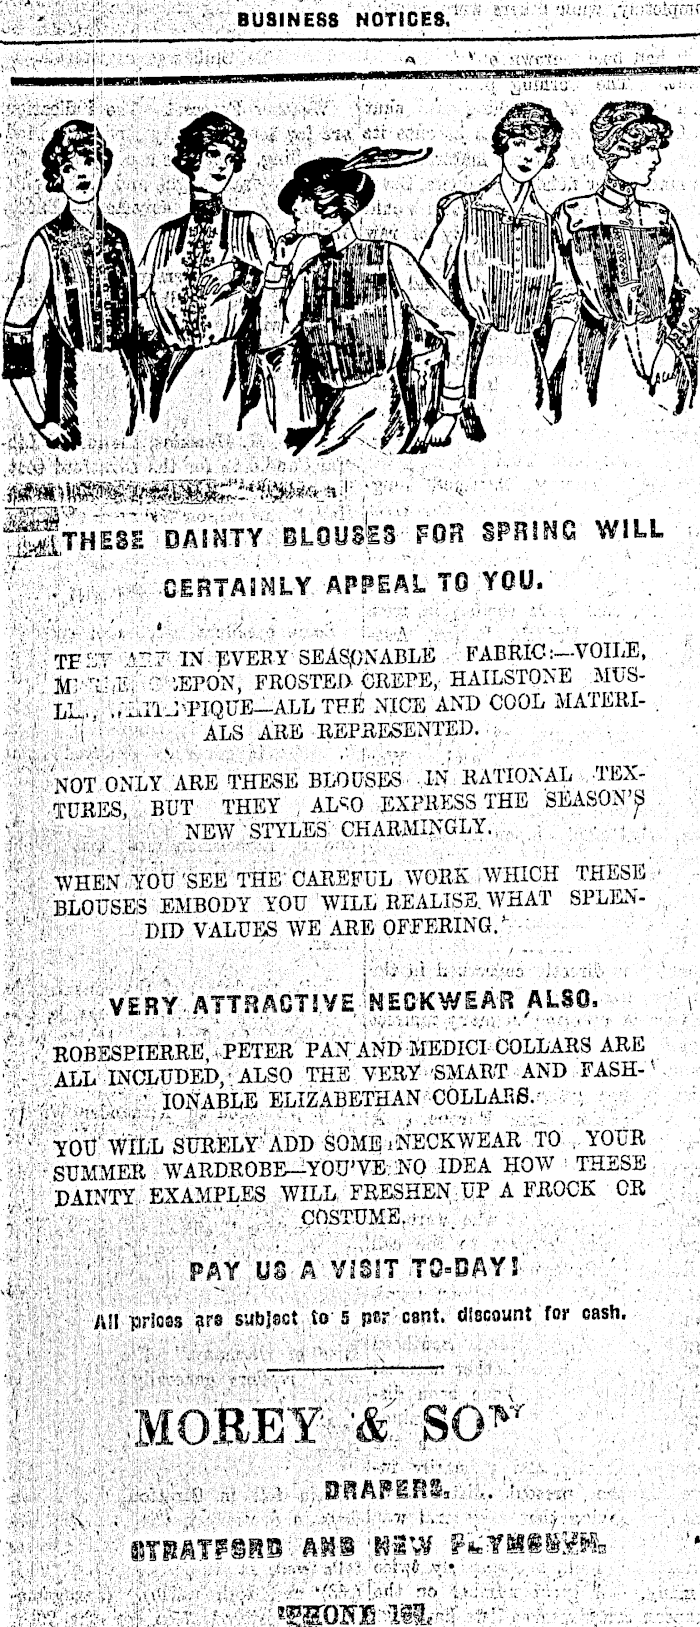 BUSINESS NOTICES.
THESE DAINTY BLOUSES FOR SPRING WILL
CERTAINLY APPEAL TO YOU.
IN EVERY SEASONABLE FABRIC:—VOILE,
FROSTED CREPE, HAILSTONE MUS-
PIQUE—ALL THE NICE AND COOL MATERI-
ALS ARE REPRESENTED.
NOT ONLY ARE THESE BLOUSES IN RATIONAL TEX-
TURES, BUT THEY ALSO EXPRESS THE SEASON'S
NEW STYLES CHARMINGLY.
WHEN YOU SEE THE CAREFUL WORK WHICH THESE
BLOUSES EMBODY YOU WILL REALISE WHAT SPLEN-
DID VALUES WE ARE OFFERING.
VERY ATTRACTIVE NECKWEAR ALSO.
ROBESPIERRE, PETER PAN AND MEDICI COLLARS ARE
ALL INCLUDED, ALSO THE VERY SMART AND FASH-
IONABLE ELIZABETHAN COLLARS.
YOU WILL SURELY ADD SOME NECKWEAR TO YOUR
SUMMER WARDROBE—YOU'VE NO IDEA HOW THESE
DAINTY EXAMPLES WILL FRESHEN UP A FROCK OR
COSTUME.
PAY US A VISIT TO-DAY!
All prices are subject to 5 per cent. discount for cash.
MOREY & SON
DRAPERS,
STRATFORD AND NEW PLYMOUTH.
'PHONE